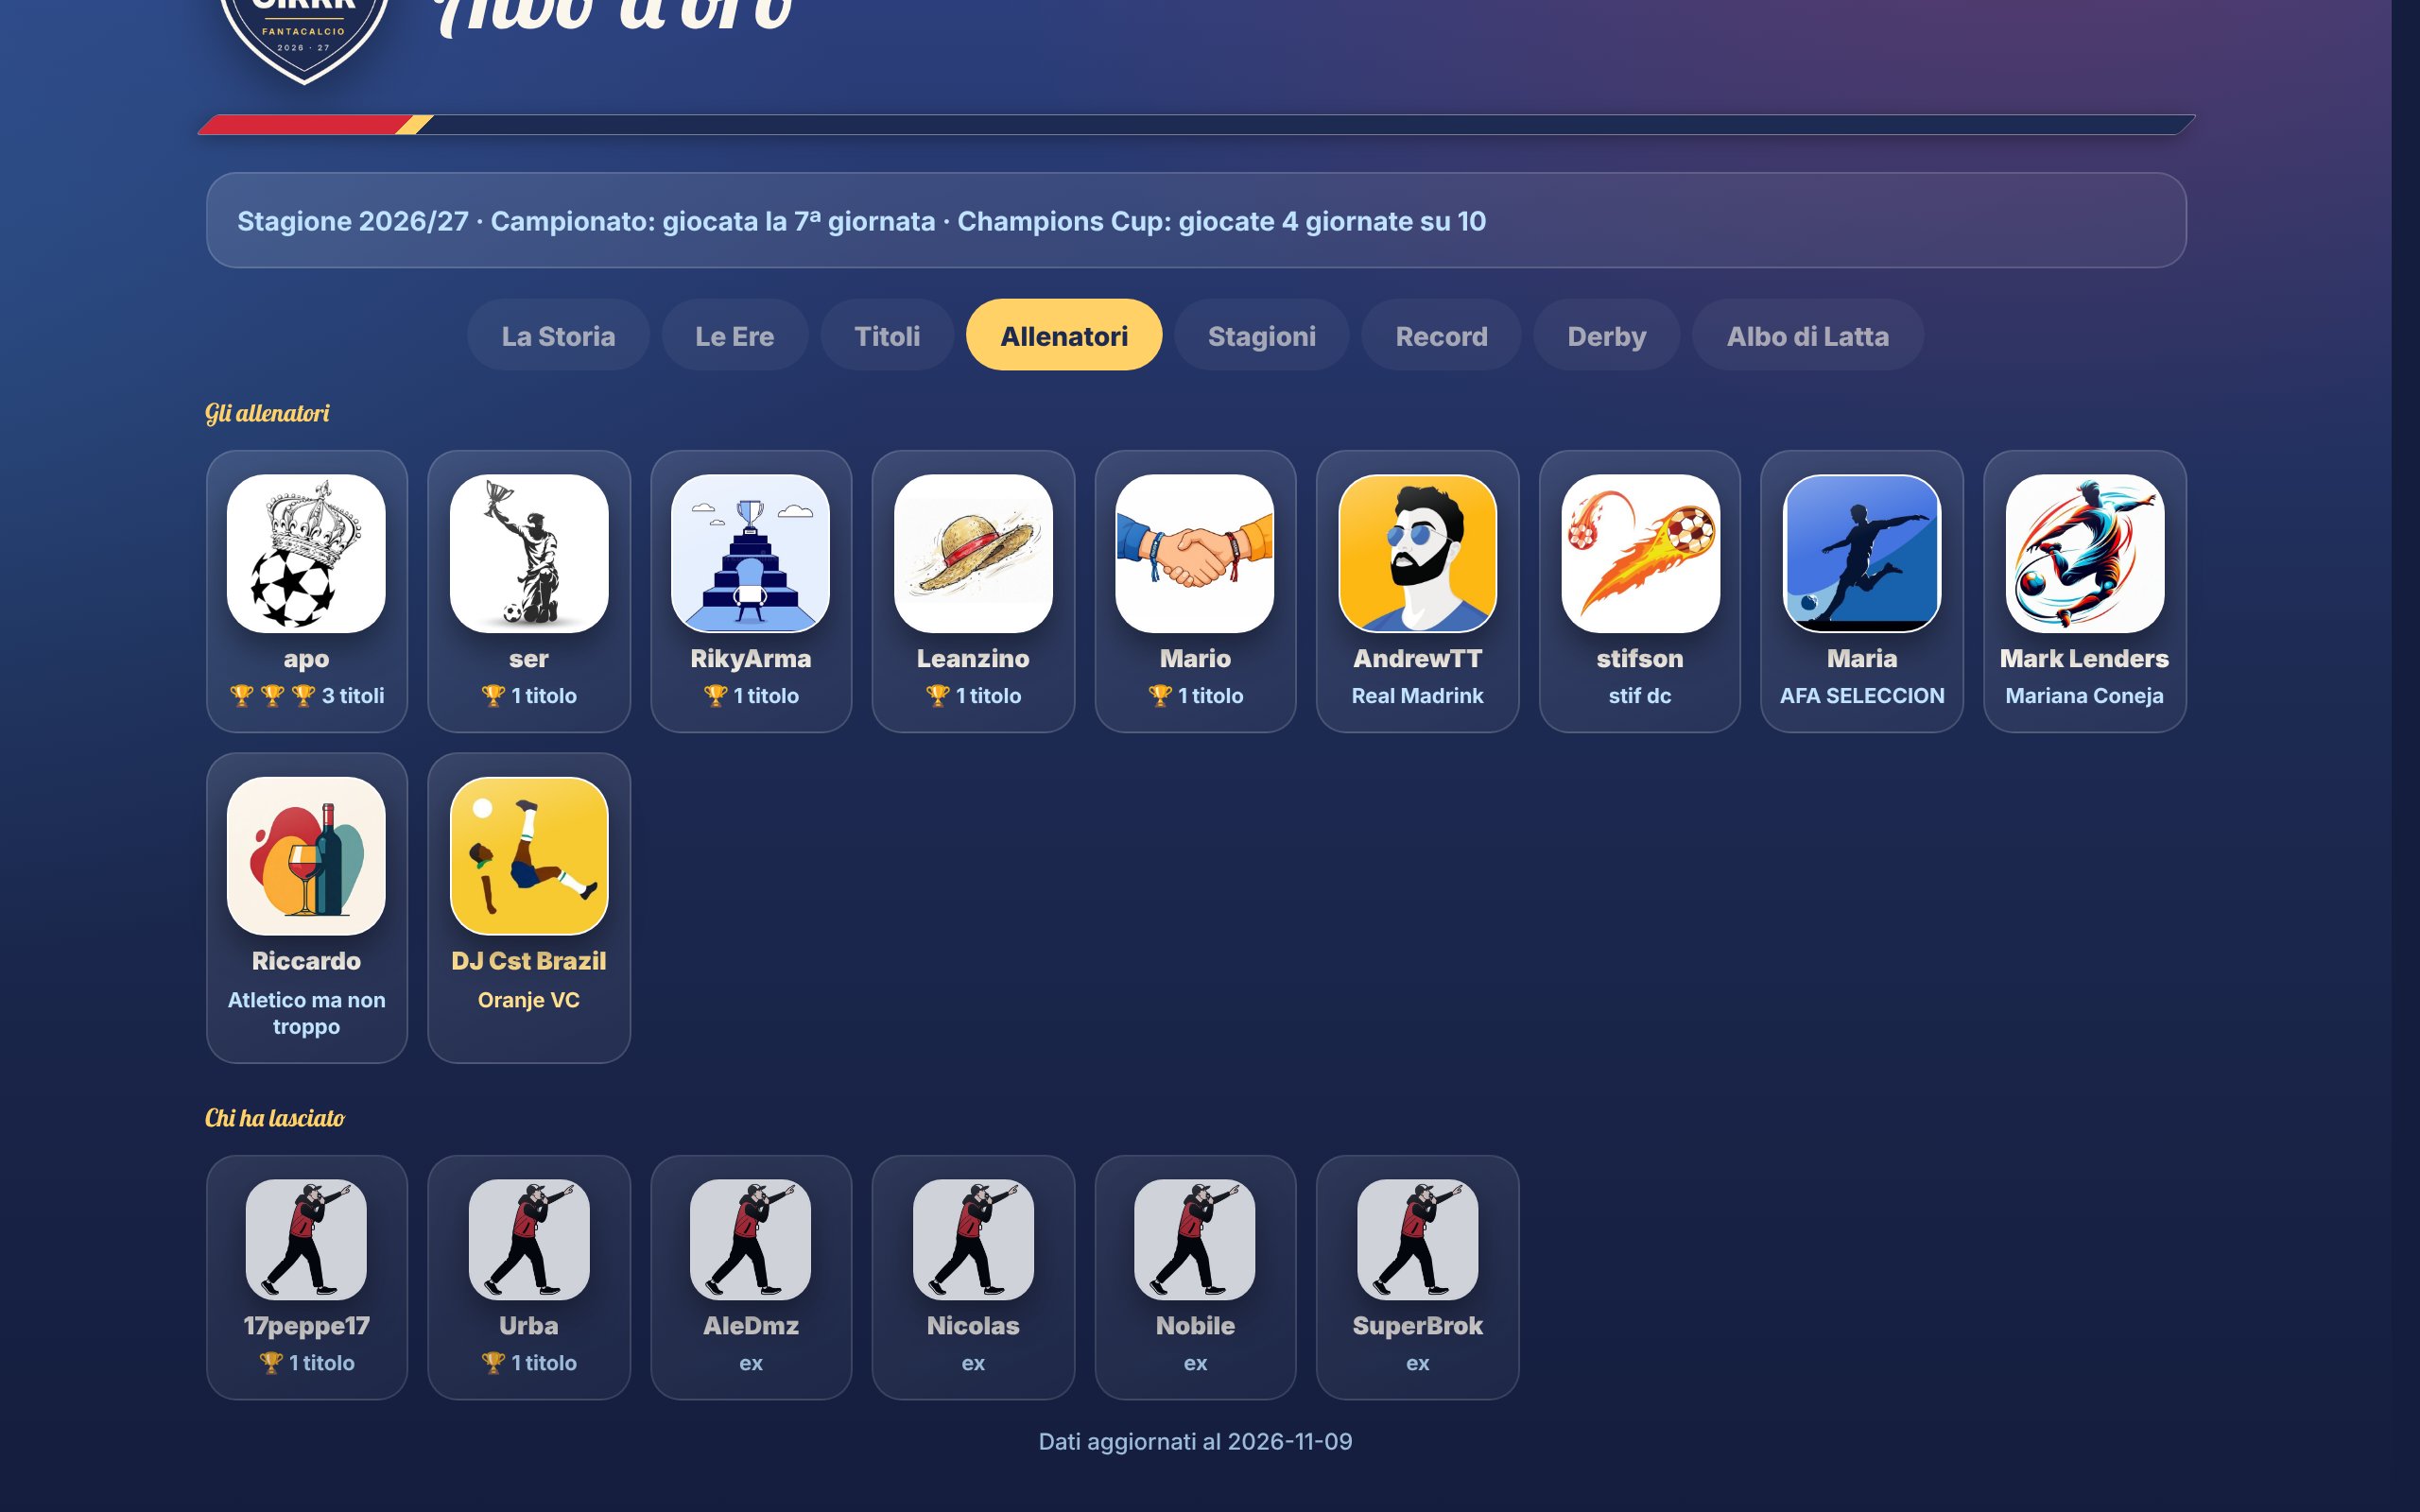 FANTACALCIO
2026 · 27
Albo d'oro
Stagione 2026/27 · Campionato: giocata la 7ª giornata · Champions Cup: giocate 4 giornate su 10
La Storia Le Ere Titoli Allenatori Stagioni Record Derby Albo di Latta
Gli allenatori
apo ser RikyArma Leanzino Mario AndrewTT stifson Maria Mark Lenders
🏆 🏆 🏆 3 titoli 🏆 1 titolo 🏆 1 titolo 🏆 1 titolo 🏆 1 titolo Real Madrink stif dc AFA SELECCION Mariana Coneja
Riccardo DJ Cst Brazil
Atletico ma non Oranje VC
troppo
Chi ha lasciato
17peppe17 Urba AleDmz Nicolas Nobile SuperBrok
🏆 1 titolo 🏆 1 titolo ex ex ex ex
Dati aggiornati al 2026-11-09